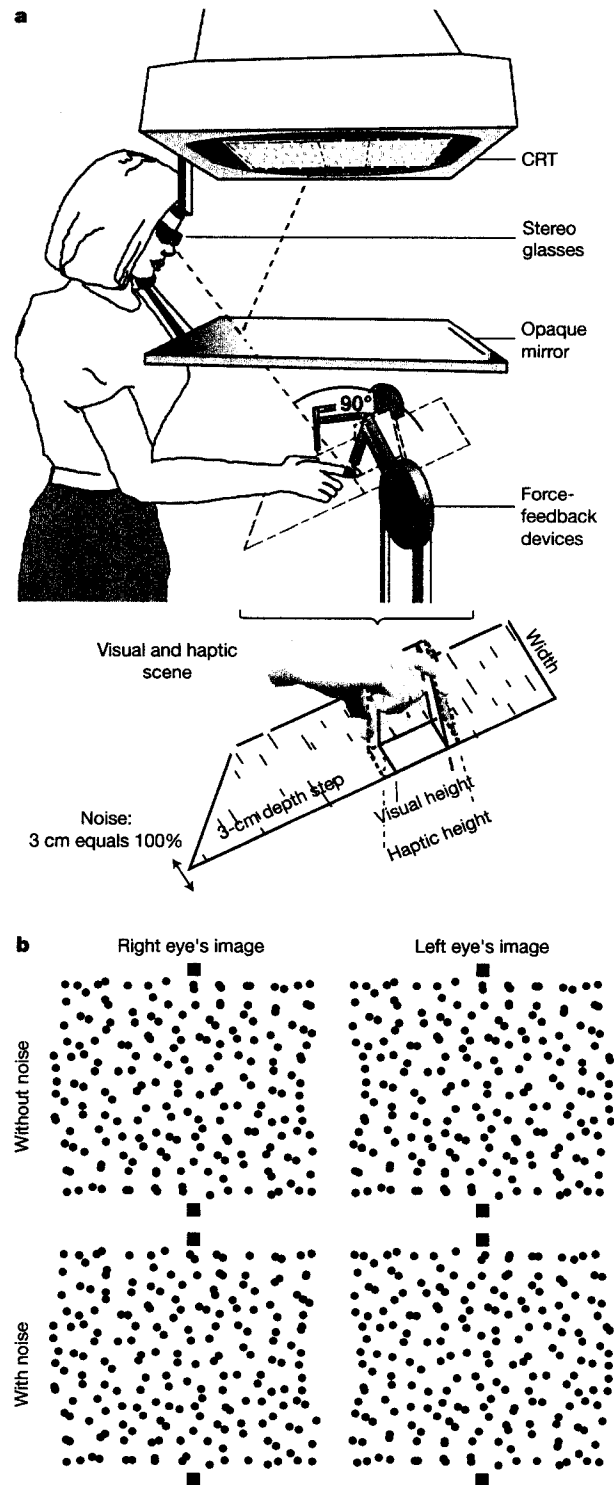 a
CRT
Stereo
glasses
Opaque
mirror
90°
Force-
feedback
devices
Visual and haptic
scene
Width
3-cm depth step
Visual height
Haptic height
Noise:
3 cm equals 100%
b
Right eye's image
Left eye's image
Without noise
With noise